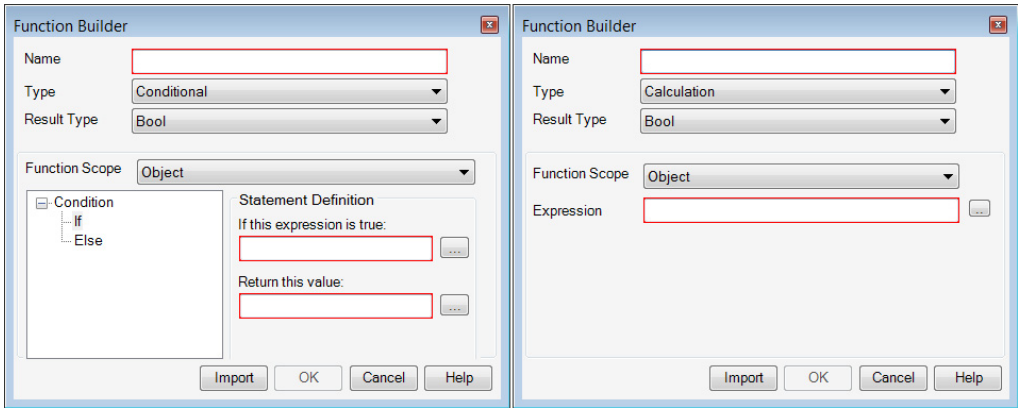 Function Builder
Name
Type Conditional
Result Type Bool
Function Scope Object
Condition
If
Else
Statement Definition
If this expression is true:
...
Return this value:
...
Import OK Cancel Help
Function Builder
Name
Type Calculation
Result Type Bool
Function Scope Object
Expression ...
Import OK Cancel Help